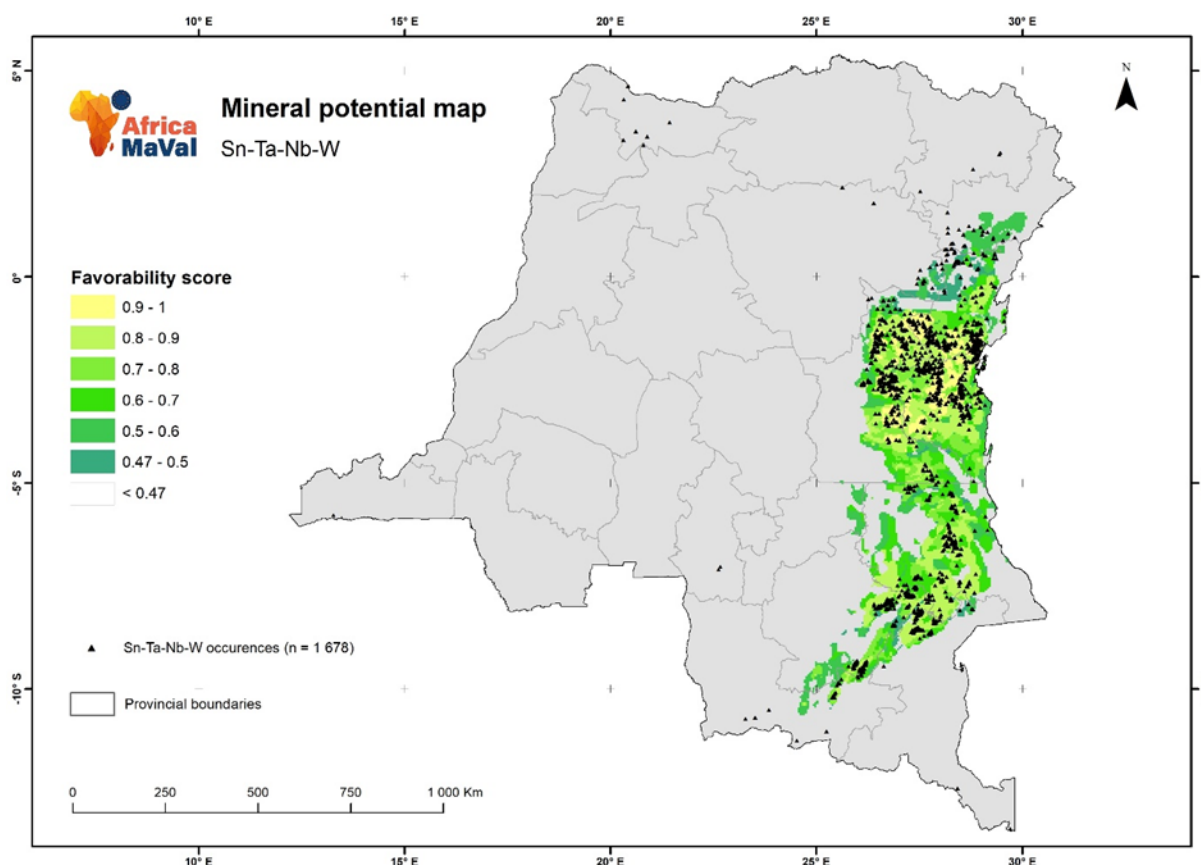 10° E 15° E 20° E 25° E 30° E
5° N
N
Africa
MaVal
Mineral potential map
Sn-Ta-Nb-W
0°
Favorability score
0.9 - 1
0.8 - 0.9
0.7 - 0.8
0.6 - 0.7
0.5 - 0.6
0.47 - 0.5
< 0.47
5° S
Sn-Ta-Nb-W occurences (n = 1 678)
10° S
Provincial boundaries
0 250 500 750 1 000 Km
10° E 15° E 20° E 25° E 30° E